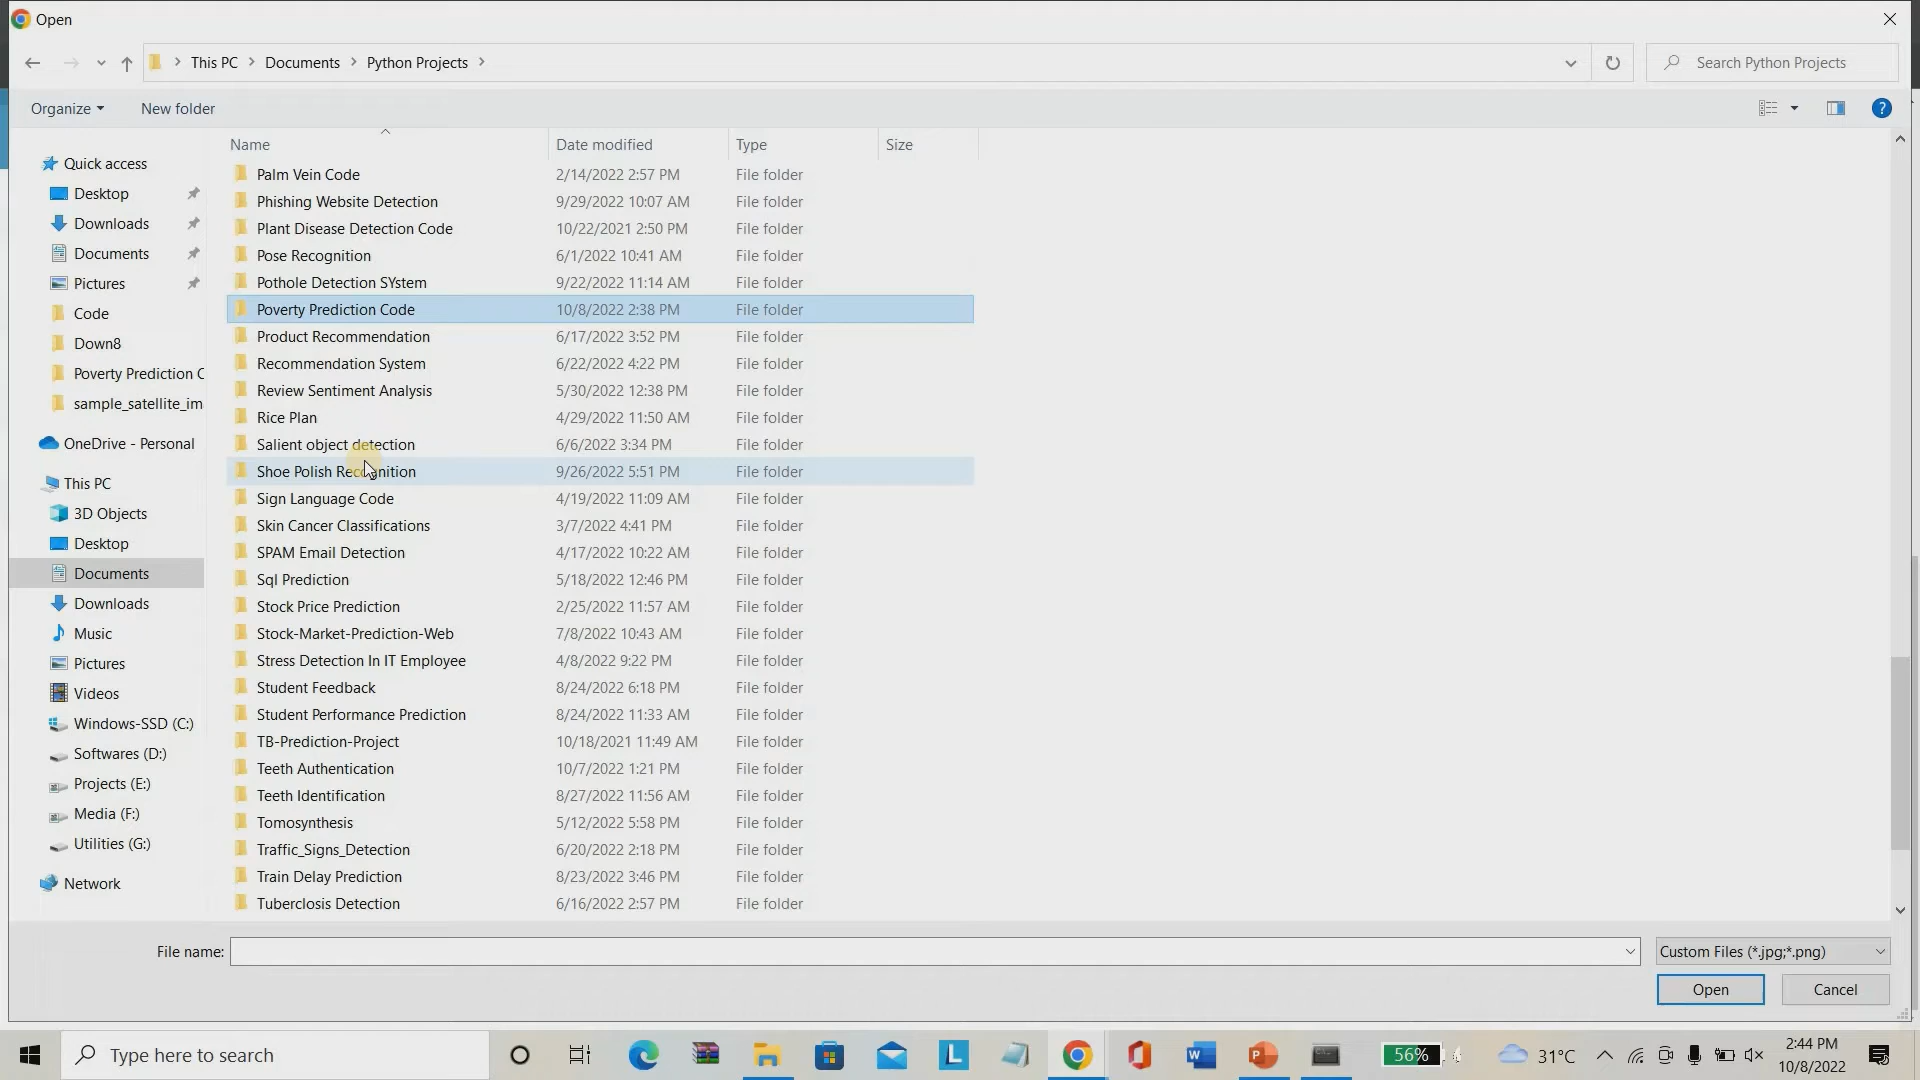 Open
This PC > Documents > Python Projects >
Search Python Projects
Organize
New folder
Name
Date modified
Type
Size
Quick access
Desktop
Downloads
Documents
Pictures
Code
Down8
Poverty Prediction C
sample_satellite_im
OneDrive - Personal
This PC
3D Objects
Desktop
Documents
Downloads
Music
Pictures
Videos
Windows-SSD (C:)
Softwares (D:)
Projects (E:)
Media (F:)
Utilities (G:)
Network
Palm Vein Code 2/14/2022 2:57 PM File folder
Phishing Website Detection 9/29/2022 10:07 AM File folder
Plant Disease Detection Code 10/22/2021 2:50 PM File folder
Pose Recognition 6/1/2022 10:41 AM File folder
Pothole Detection SYstem 9/22/2022 11:14 AM File folder
Poverty Prediction Code 10/8/2022 2:38 PM File folder
Product Recommendation 6/17/2022 3:52 PM File folder
Recommendation System 6/22/2022 4:22 PM File folder
Review Sentiment Analysis 5/30/2022 12:38 PM File folder
Rice Plan 4/29/2022 11:50 AM File folder
Salient object detection 6/6/2022 3:34 PM File folder
Shoe Polish Recognition 9/26/2022 5:51 PM File folder
Sign Language Code 4/19/2022 11:09 AM File folder
Skin Cancer Classifications 3/7/2022 4:41 PM File folder
SPAM Email Detection 4/17/2022 10:22 AM File folder
Sql Prediction 5/18/2022 12:46 PM File folder
Stock Price Prediction 2/25/2022 11:57 AM File folder
Stock-Market-Prediction-Web 7/8/2022 10:43 AM File folder
Stress Detection In IT Employee 4/8/2022 9:22 PM File folder
Student Feedback 8/24/2022 6:18 PM File folder
Student Performance Prediction 8/24/2022 11:33 AM File folder
TB-Prediction-Project 10/18/2021 11:49 AM File folder
Teeth Authentication 10/7/2022 1:21 PM File folder
Teeth Identification 8/27/2022 11:56 AM File folder
Tomosynthesis 5/12/2022 5:58 PM File folder
Traffic_Signs_Detection 6/20/2022 2:18 PM File folder
Train Delay Prediction 8/23/2022 3:46 PM File folder
Tuberclosis Detection 6/16/2022 2:57 PM File folder
File name:
Custom Files (*.jpg;*.png)
Open
Cancel
Type here to search
56%
31°C
2:44 PM
10/8/2022